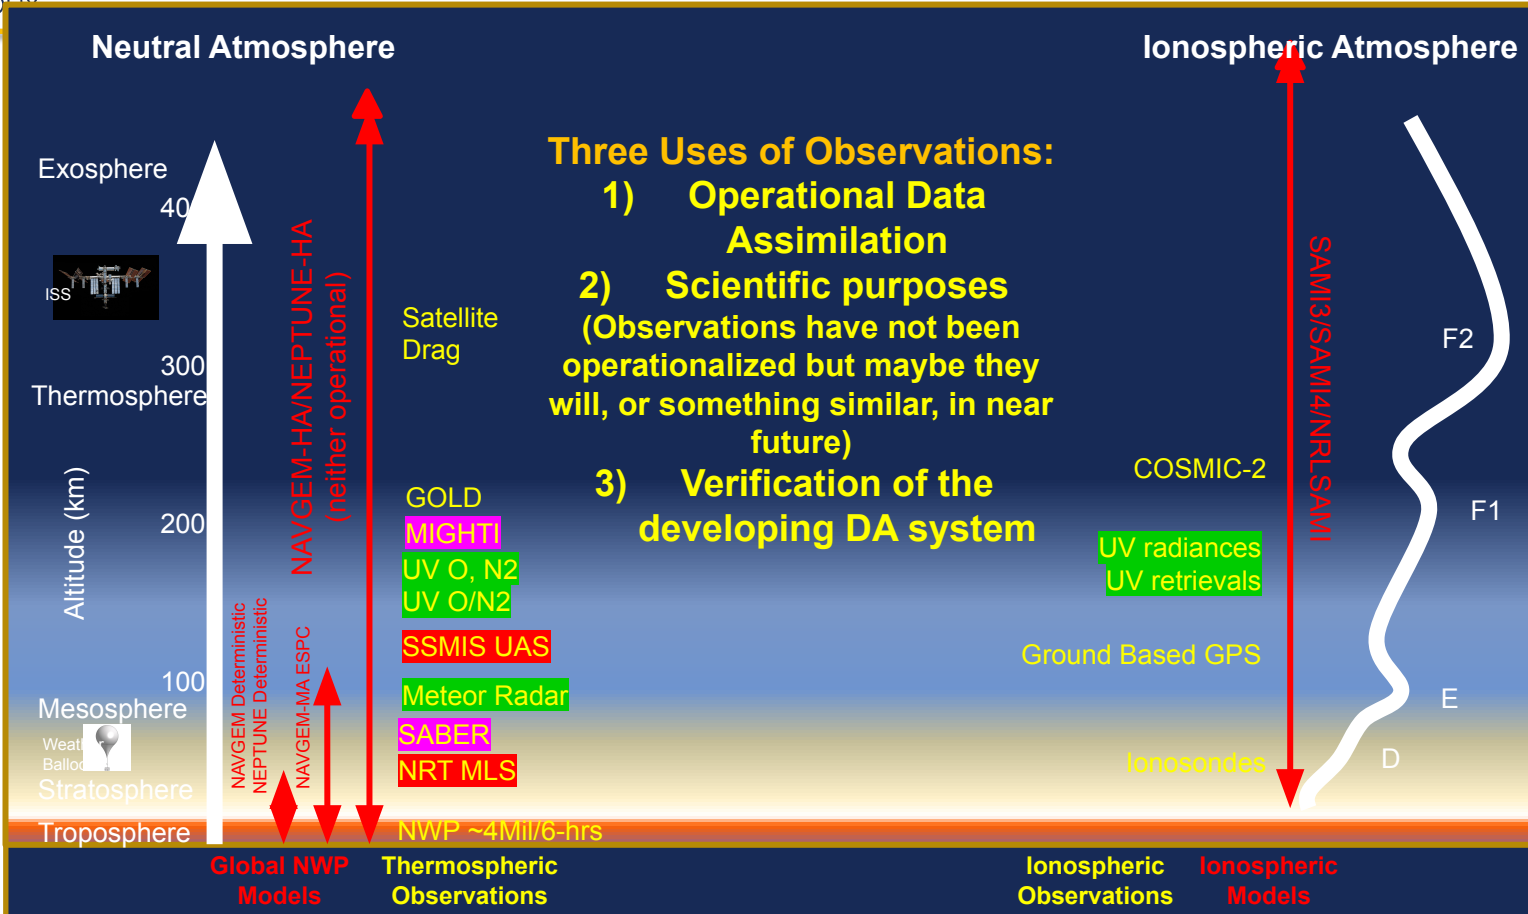 Neutral Atmosphere
Ionospheric Atmosphere
Exosphere
40
ISS
300
Thermosphere
Altitude (km)
200
100
Mesosphere
Weather
Stratosphere
Troposphere
NAVGEM Deterministic
NEPTUNE Deterministic
NAVGEM-MA ESPC
NAVGEM-HA/NEPTUNE-HA
(neither operational)
Global NWP
Models
Satellite
Drag
GOLD
MIGHTI
UV O, N2
UV O/N2
SSMIS UAS
Meteor Radar
SABER
NRT MLS
NWP ~4Mil/6-hrs
Thermospheric
Observations
Three Uses of Observations:
1) Operational Data
Assimilation
2) Scientific purposes
(Observations have not been
operationalized but maybe they
will, or something similar, in near
future)
3) Verification of the
developing DA system
COSMIC-2
UV radiances
UV retrievals
Ground Based GPS
Ionosondes
Ionospheric
Observations
SAMI3/SAMI4/NRLSAMI
Ionospheric
Models
F2
F1
E
D